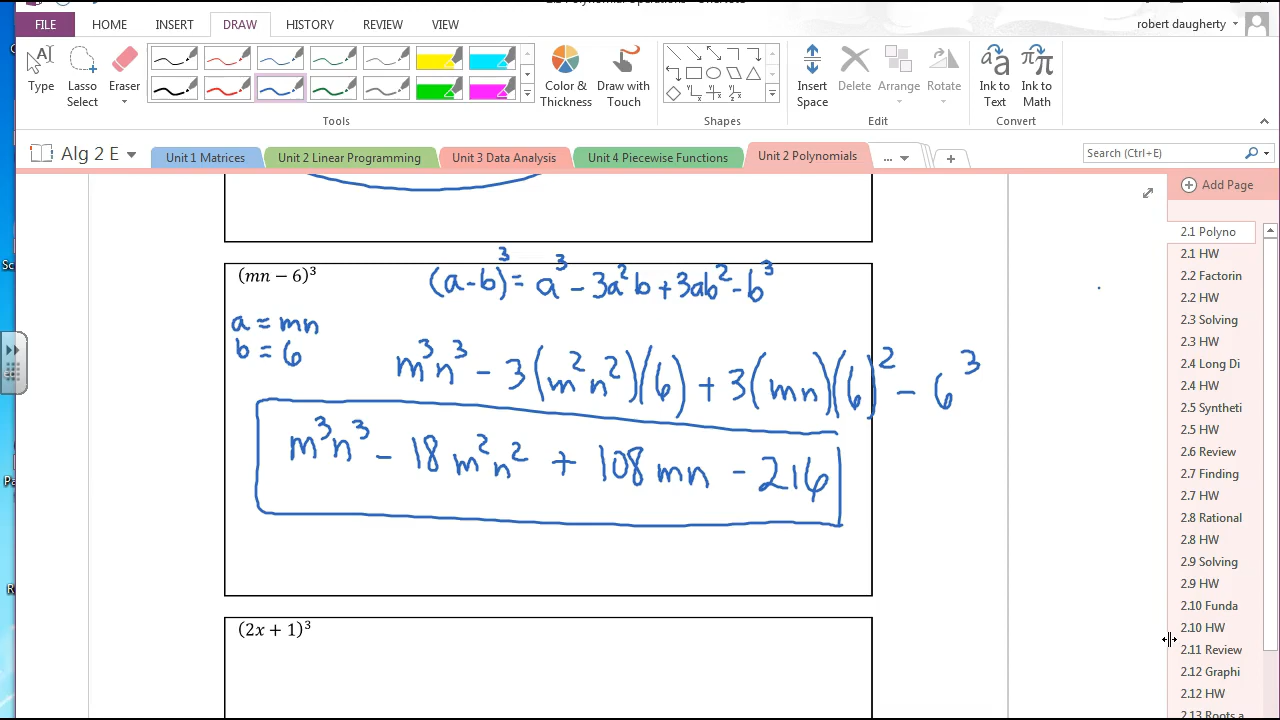 FILE HOME INSERT DRAW HISTORY REVIEW VIEW robert daugherty
Type
Lasso Select
Eraser
Color & Thickness
Draw with Touch
Insert Space
Delete
Arrange
Rotate
Ink to Text
Ink to Math
Tools Shapes Edit Convert
Alg 2 E Unit 1 Matrices Unit 2 Linear Programming Unit 3 Data Analysis Unit 4 Piecewise Functions Unit 2 Polynomials ... Search (Ctrl+E)
Add Page
(mn − 6)³ (a-b)³ = a³ - 3a²b + 3ab² - b³
a = mn
b = 6
m³n³ - 3(m²n²)(6) + 3(mn)(6)² - 6³
m³n³ - 18m²n² + 108mn - 216
(2x + 1)³
2.1 Polyno
2.1 HW
2.2 Factorin
2.2 HW
2.3 Solving
2.3 HW
2.4 Long Di
2.4 HW
2.5 Syntheti
2.5 HW
2.6 Review
2.7 Finding
2.7 HW
2.8 Rational
2.8 HW
2.9 Solving
2.9 HW
2.10 Funda
2.10 HW
2.11 Review
2.12 Graphi
2.12 HW
2.13 Roots a